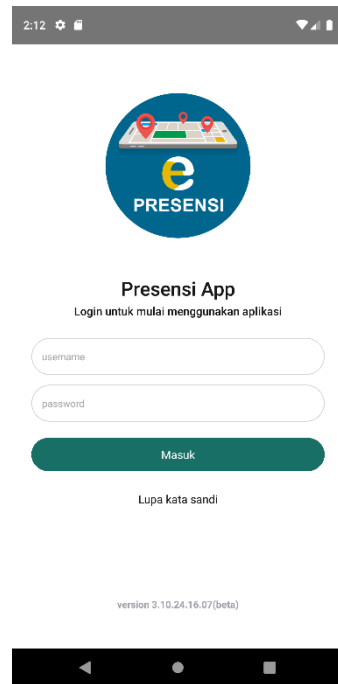 2:12
e
PRESENSI
Presensi App
Login untuk mulai menggunakan aplikasi
username
password
Masuk
Lupa kata sandi
version 3.10.24.16.07(beta)